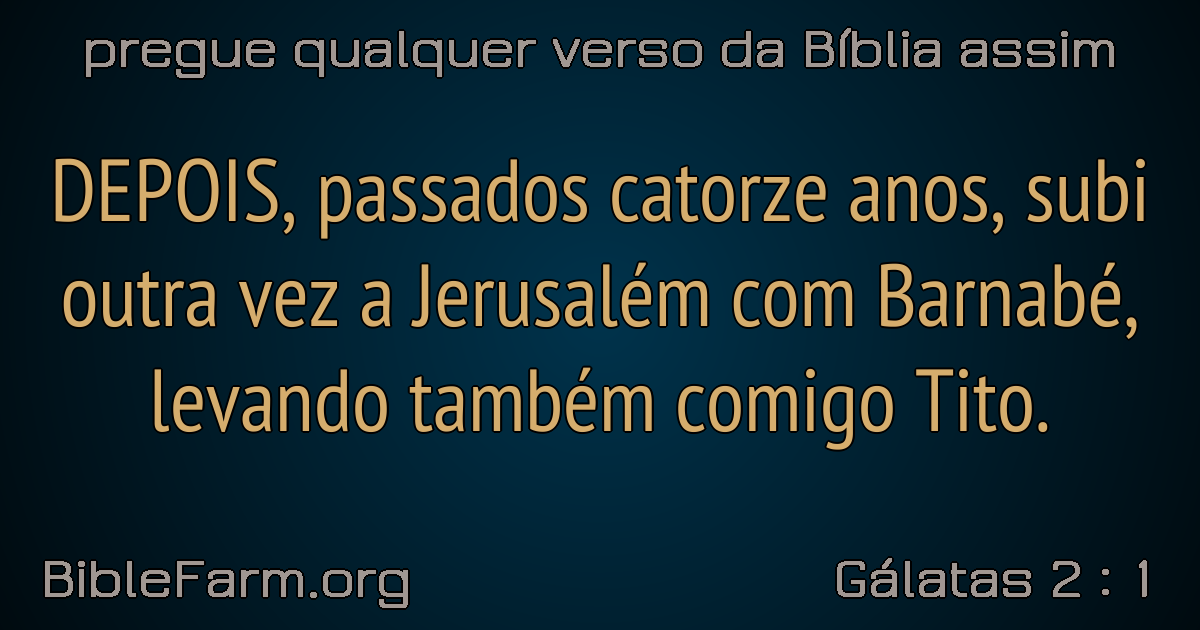 pregue qualquer verso da Bíblia assim
DEPOIS, passados catorze anos, subi
outra vez a Jerusalém com Barnabé,
levando também comigo Tito.
BibleFarm.org
Gálatas 2 : 1